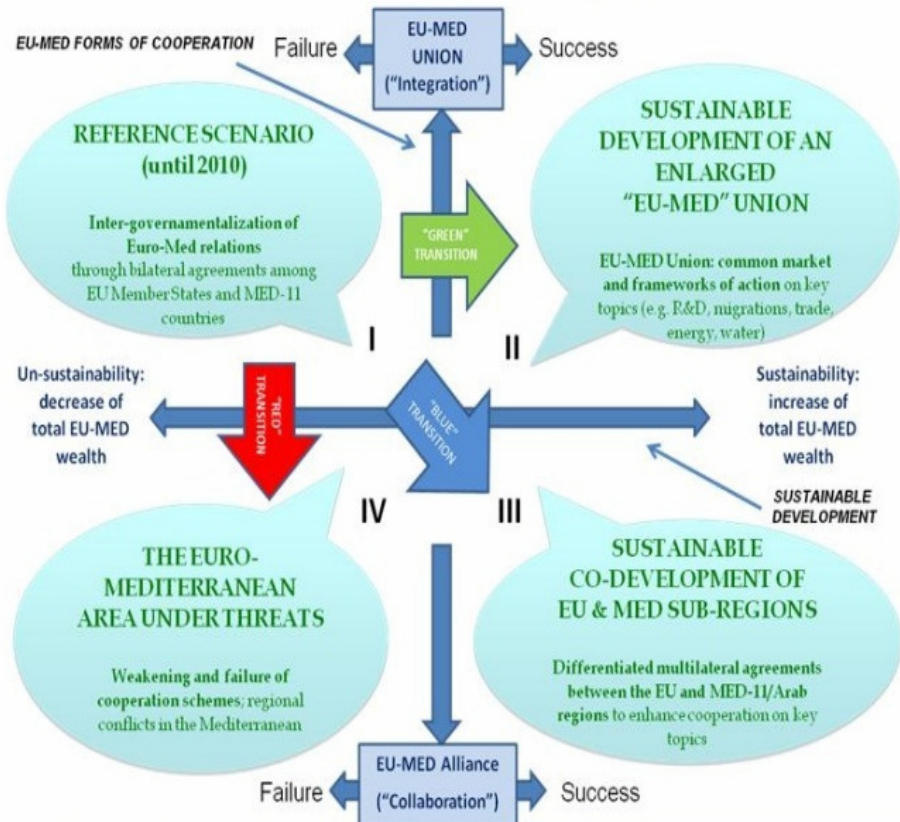 EU-MED FORMS OF COOPERATION
Failure
EU-MED
UNION
("Integration")
Success
REFERENCE SCENARIO
(until 2010)
Inter-governamentalization of
Euro-Med relations
through bilateral agreements among
EU Member States and MED-11
countries
I
"GREEN"
TRANSITION
SUSTAINABLE
DEVELOPMENT OF AN
ENLARGED
"EU-MED" UNION
EU-MED Union: common market
and frameworks of action on key
topics (e.g. R&D, migrations, trade,
energy, water)
II
Un-sustainability:
decrease of
total EU-MED
wealth
"RED"
TRANSITION
"BLUE"
TRANSITION
Sustainability:
increase of
total EU-MED
wealth
SUSTAINABLE
DEVELOPMENT
IV
THE EURO-
MEDITERRANEAN
AREA UNDER THREATS
Weakening and failure of
cooperation schemes; regional
conflicts in the Mediterranean
III
SUSTAINABLE
CO-DEVELOPMENT OF
EU & MED SUB-REGIONS
Differentiated multilateral agreements
between the EU and MED-11/Arab
regions to enhance cooperation on key
topics
Failure
EU-MED Alliance
("Collaboration")
Success